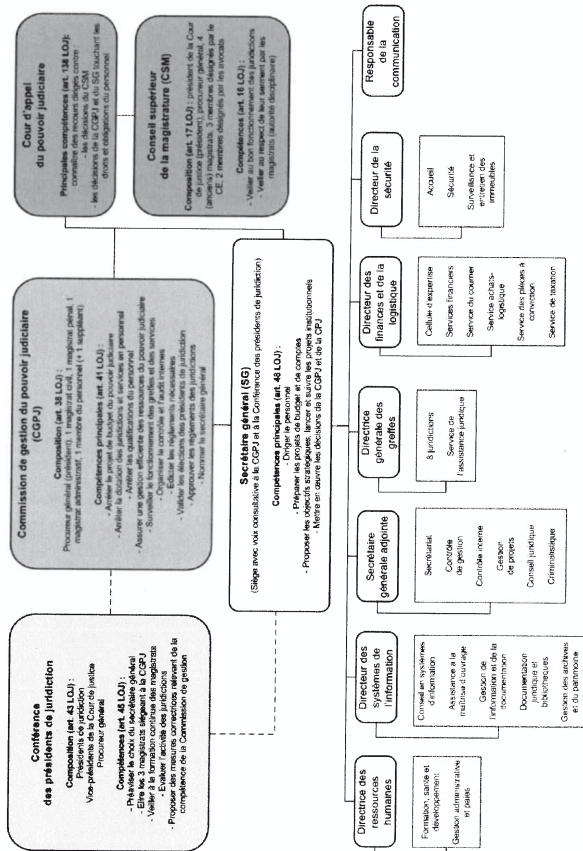 Conférence
des présidents de juridiction
Composition (art. 43 LOJ) :
Présidents de juridiction
Vice-présidents de la Cour de justice
Procureur général
Compétences (art. 45 LOJ) :
- Préaviser le choix du secrétaire général
- Elire les 3 magistrats siégeant à la CGPJ
- Veiller à la formation continue des magistrats
- Evaluer l'activité des juridictions
- Proposer des mesures correctrices relevant de la
compétence de la Commission de gestion
Commission de gestion du pouvoir judiciaire
(CGPJ)
Composition (art. 38 LOJ) :
Procureur général (président), 1 magistrat civil, 1 magistrat pénal, 1
magistrat administratif, 1 membre du personnel (+ 1 suppléant)
Compétences principales (art. 41 LOJ) :
- Arrêter le projet de budget du pouvoir judiciaire
- Arrêter la dotation des juridictions et services en personnel
- Arrêter les qualifications du personnel
- Assurer une gestion efficiente des ressources du pouvoir judiciaire
- Surveiller le fonctionnement des greffes et des services
- Organiser le contrôle et l'audit internes
- Edicter les règlements nécessaires
- Valider les élections des présidents de juridiction
- Approuver les règlements des juridictions
- Nommer le secrétaire général
Cour d'appel
du pouvoir judiciaire
Principales compétences (art. 138 LOJ):
connaître des recours dirigés contre :
- les décisions du CSM
- les décisions de la CGPJ et du SG touchant les
droits et obligations du personnel
Conseil supérieur
de la magistrature (CSM)
Composition (art. 17 LOJ) : président de la Cour
de justice (président), procureur général, 4
(anciens) magistrats, 3 membres désignés par le
CE, 2 membres désignés par les avocats
Compétences (art. 16 LOJ) :
- Veiller au bon fonctionnement des juridictions
- Veiller au respect de leur serment par les
magistrats (autorité disciplinaire)
Secrétaire général (SG)
(Siège avec voix consultative à la CGPJ et à la Conférence des présidents de juridiction)
Compétences principales (art. 48 LOJ) :
- Diriger le personnel
- Préparer les projets de budget et de comptes
- Proposer les objectifs stratégiques; lancer et suivre les projets institutionnels
- Mettre en œuvre les décisions de la CGPJ et de la CPJ
Directrice des
ressources
humaines
Formation, santé et
développement
Gestion administrative
et paies
Directeur des
systèmes de
l'information
Conseil en systèmes
d'information
Assistance à la
maîtrise d'ouvrage
Gestion de
l'information et de la
documentation
Documentation
juridique et
bibliothèques
Gestion des archives
et du patrimoine
Secrétaire
générale adjointe
Secrétariat
Contrôle
de gestion
Contrôle interne
Gestion
de projets
Conseil juridique
Criminalistique
Directrice
générale des
greffes
8 juridictions
Service de
l'assistance juridique
Directeur des
finances et de la
logistique
Cellule d'expertise
Services financiers
Service du courrier
Service achats-
logistique
Service des pièces à
conviction
Service de taxation
Directeur de la
sécurité
Accueil
Sécurité
Surveillance et
entretien des
immeubles
Responsable
de la
communication